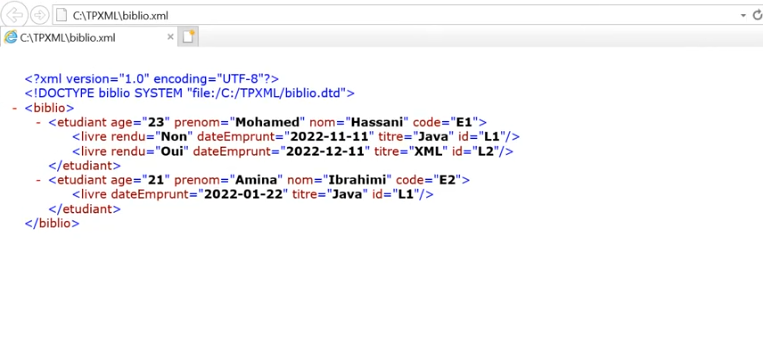 C:\TPXML\biblio.xml
C:\TPXML\biblio.xml
<?xml version="1.0" encoding="UTF-8"?>
<!DOCTYPE biblio SYSTEM "file:/C:/TPXML/biblio.dtd">
- <biblio>
- <etudiant age="23" prenom="Mohamed" nom="Hassani" code="E1">
<livre rendu="Non" dateEmprunt="2022-11-11" titre="Java" id="L1"/>
<livre rendu="Oui" dateEmprunt="2022-12-11" titre="XML" id="L2"/>
</etudiant>
- <etudiant age="21" prenom="Amina" nom="Ibrahimi" code="E2">
<livre dateEmprunt="2022-01-22" titre="Java" id="L1"/>
</etudiant>
</biblio>